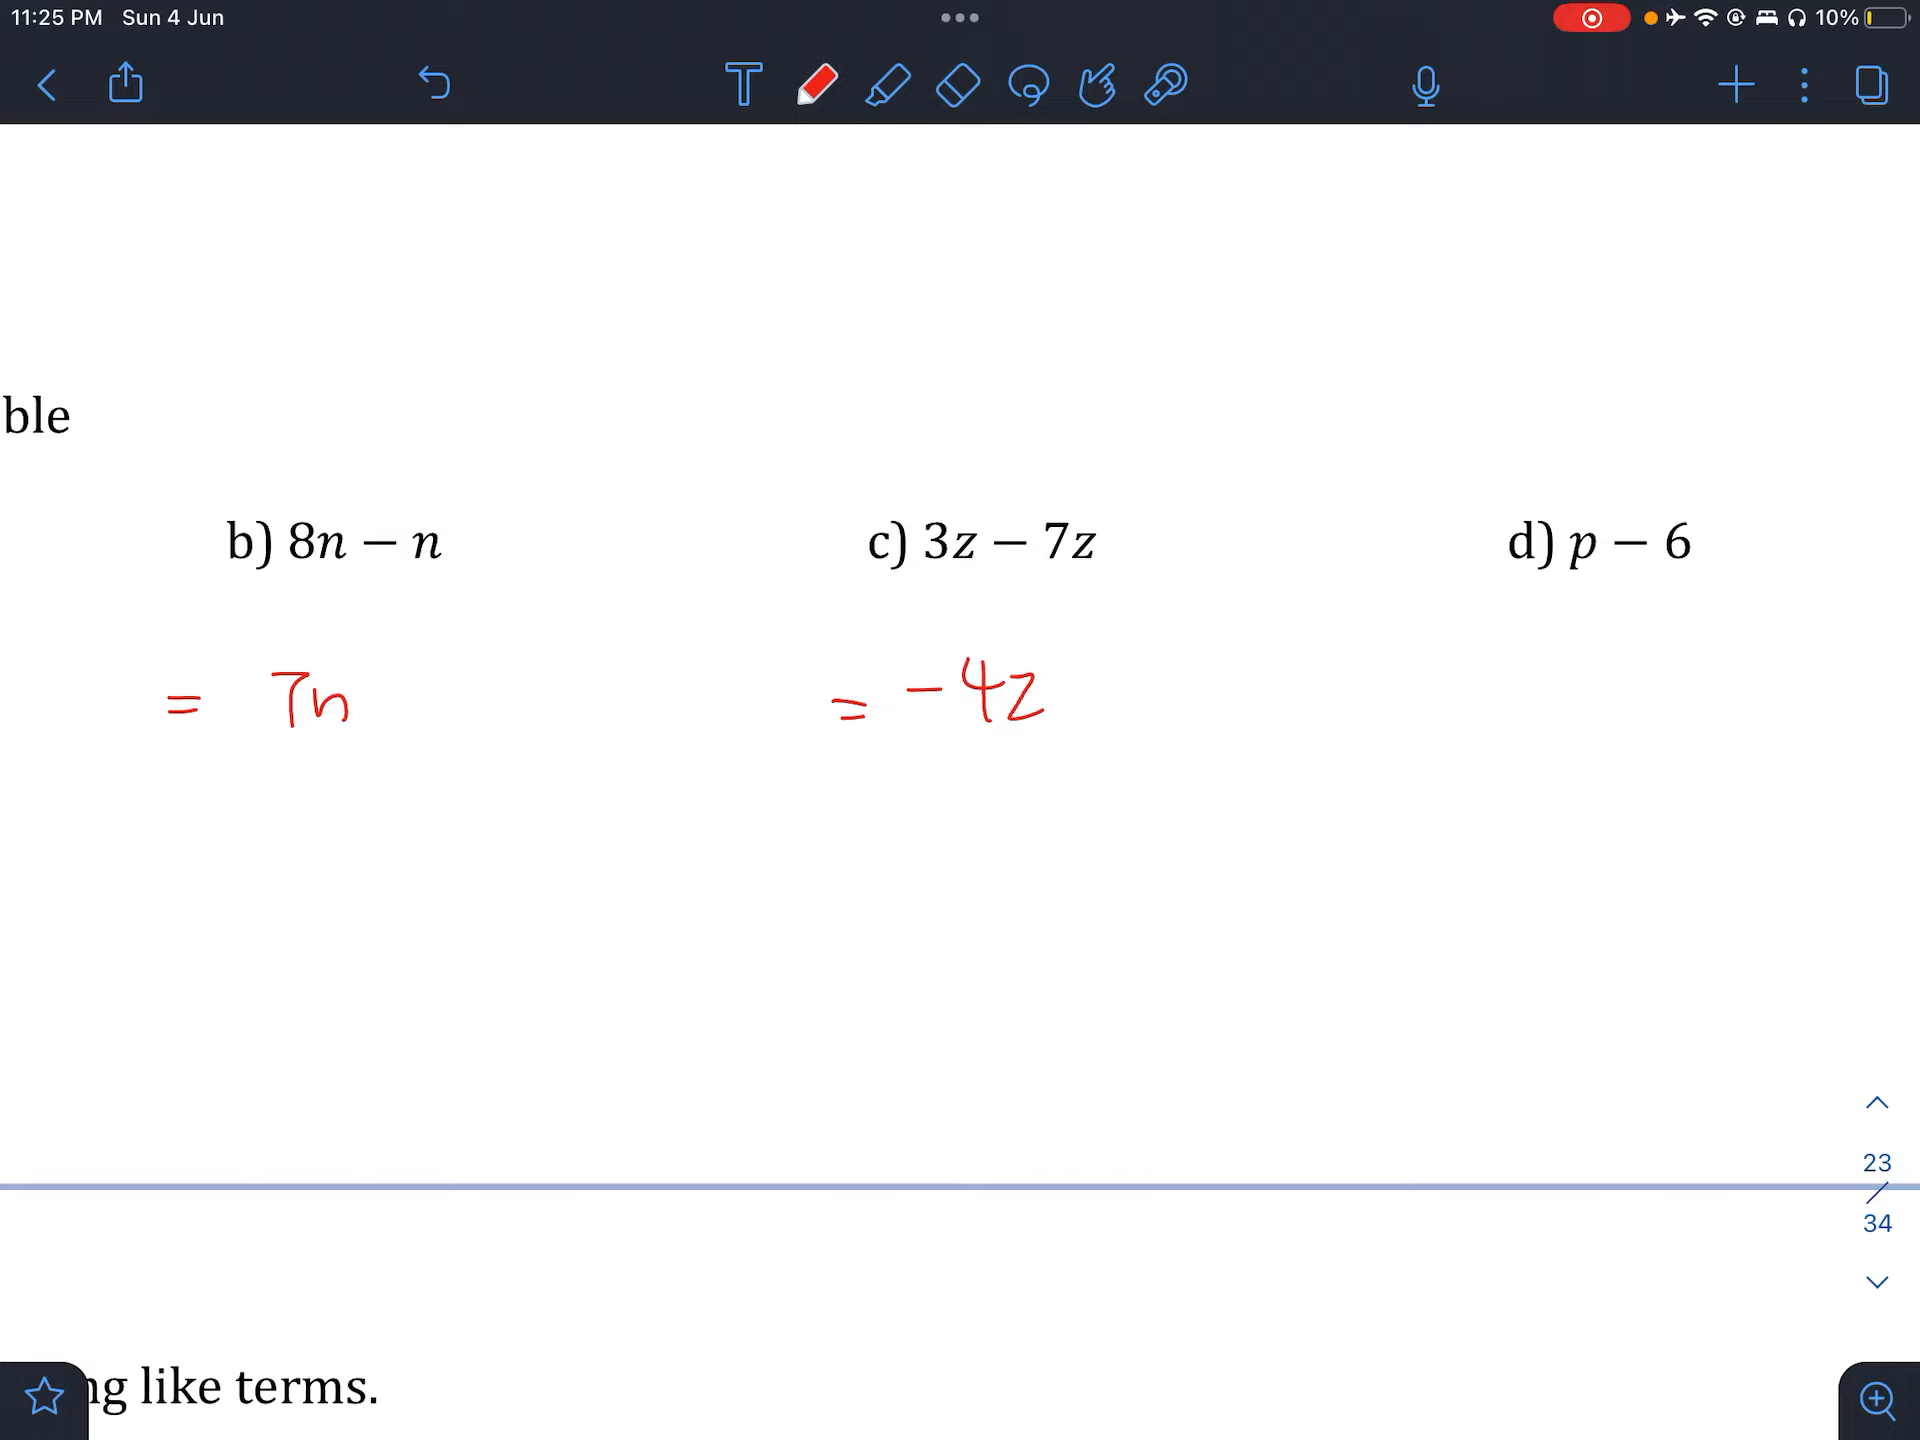 11:25 PM Sun 4 Jun 10%
ble
b) 8n − n c) 3z − 7z d) p − 6
= 7n = -4z
23
34
ng like terms.